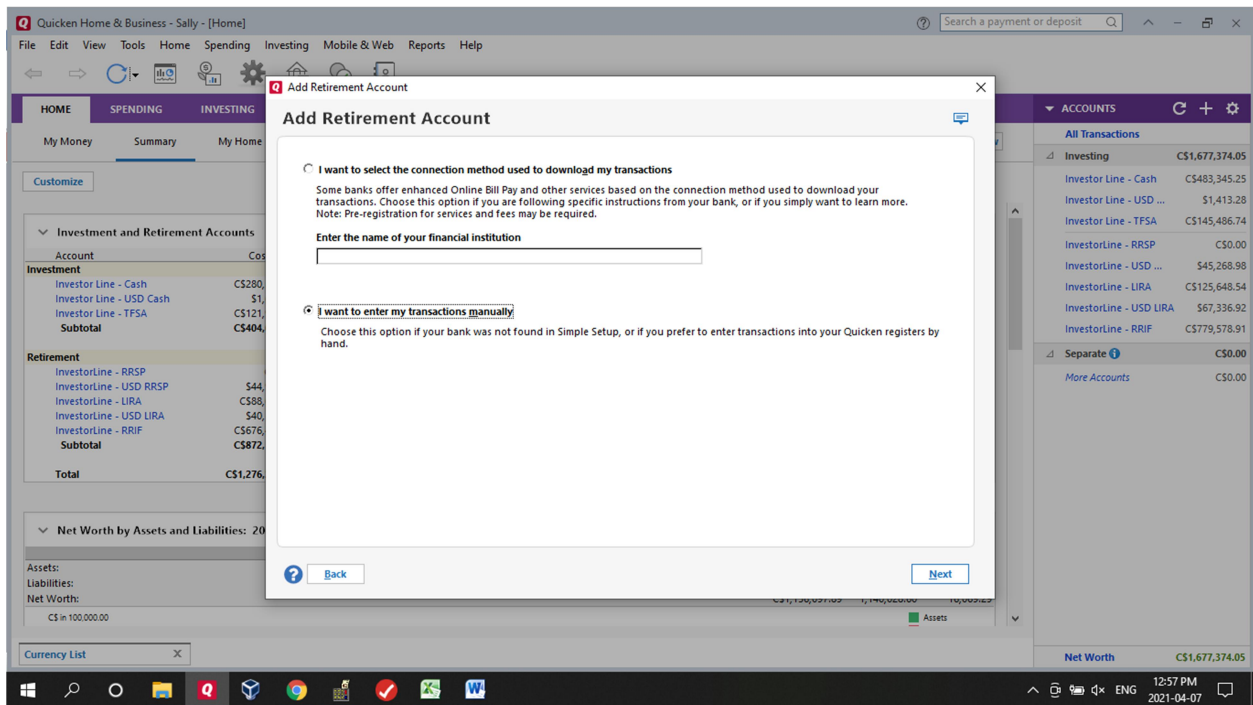 Quicken Home & Business - Sally - [Home]
Search a payment or deposit
File Edit View Tools Home Spending Investing Mobile & Web Reports Help
HOME SPENDING INVESTING
My Money Summary My Home
Customize
Investment and Retirement Accounts
Account Cos
Investment
Investor Line - Cash C$280,
Investor Line - USD Cash $1,
Investor Line - TFSA C$121,
Subtotal C$404,
Retirement
InvestorLine - RRSP
InvestorLine - USD RRSP $44,
InvestorLine - LIRA C$88,
InvestorLine - USD LIRA $40,
InvestorLine - RRIF C$676,
Subtotal C$872,
Total C$1,276,
Net Worth by Assets and Liabilities: 20
Assets:
Liabilities:
Net Worth:
C$ in 100,000.00
Assets
Currency List X
Add Retirement Account
Add Retirement Account
I want to select the connection method used to download my transactions
Some banks offer enhanced Online Bill Pay and other services based on the connection method used to download your
transactions. Choose this option if you are following specific instructions from your bank, or if you simply want to learn more.
Note: Pre-registration for services and fees may be required.
Enter the name of your financial institution
I want to enter my transactions manually
Choose this option if your bank was not found in Simple Setup, or if you prefer to enter transactions into your Quicken registers by
hand.
? Back Next
ACCOUNTS
All Transactions
Investing C$1,677,374.05
Investor Line - Cash C$483,345.25
Investor Line - USD ... $1,413.28
Investor Line - TFSA C$145,486.74
InvestorLine - RRSP C$0.00
InvestorLine - USD ... $45,268.98
InvestorLine - LIRA C$125,648.54
InvestorLine - USD LIRA $67,336.92
InvestorLine - RRIF C$779,578.91
Separate C$0.00
More Accounts C$0.00
Net Worth C$1,677,374.05
ENG
12:57 PM
2021-04-07